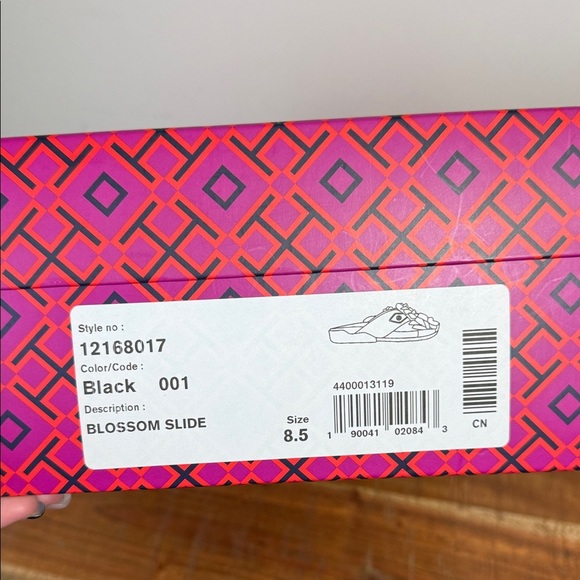 Style no :
12168017
Color/Code :
Black 001
Description :
BLOSSOM SLIDE
Size
8.5
4400013119
1 90041 02084 3
CN